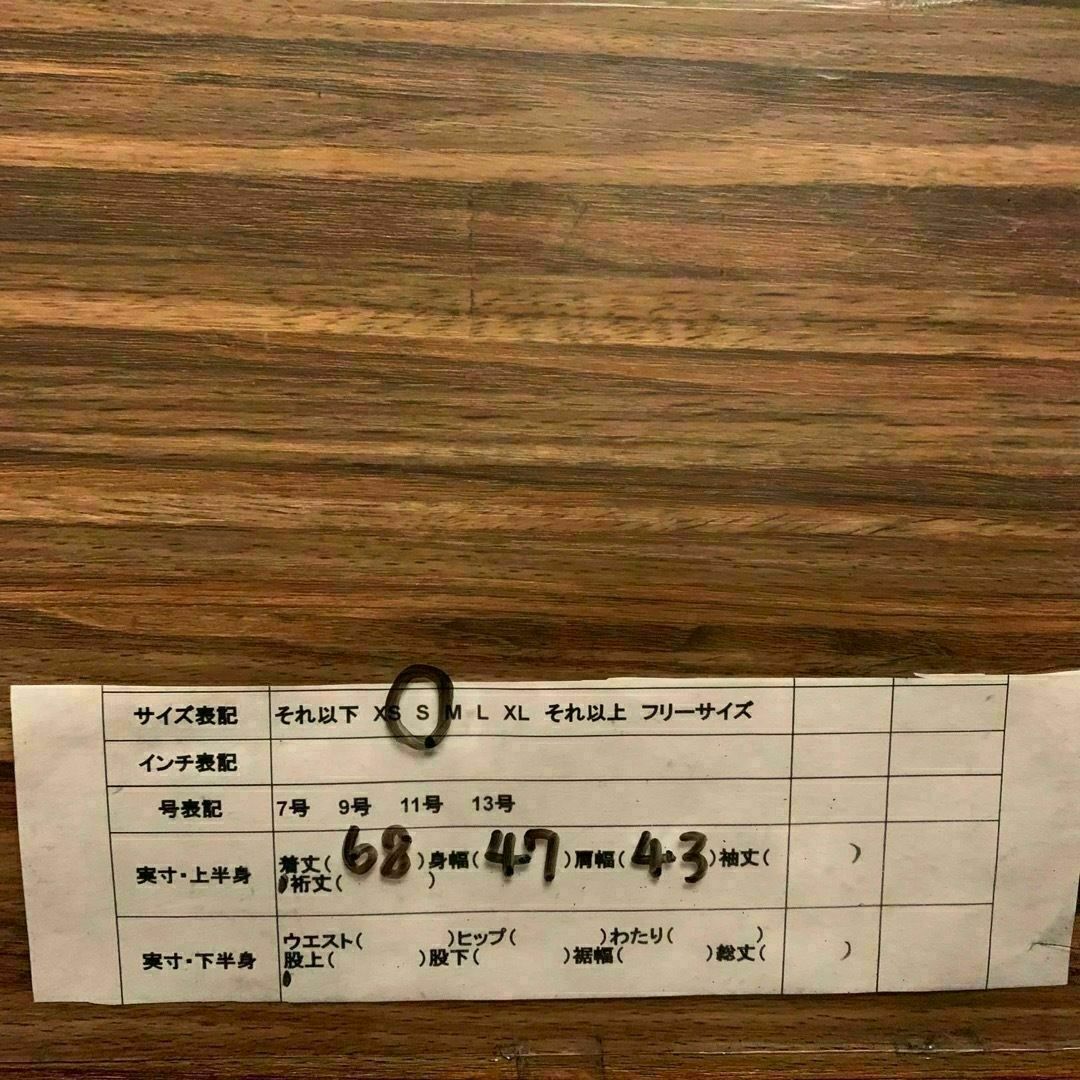 サイズ表記 それ以下 XS S M L XL それ以上 フリーサイズ
インチ表記
号表記 7号 9号 11号 13号
実寸・上半身 着丈(68)身幅(47)肩幅(43)袖丈( )
裄丈( )
実寸・下半身 ウエスト( )ヒップ( )わたり( )
股上( )股下( )裾幅( )総丈( )